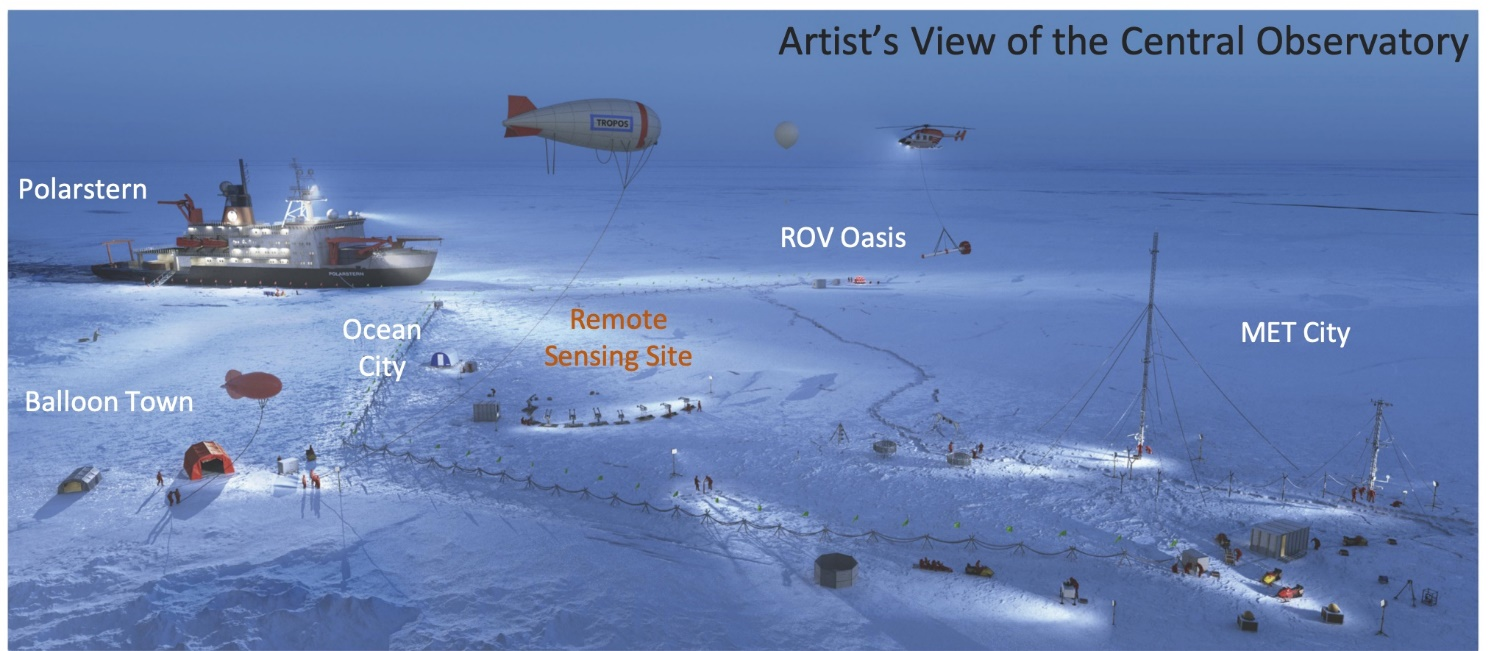 Artist's View of the Central Observatory
TROPOS
Polarstern
POLARSTERN
ROV Oasis
Ocean
City
Remote
Sensing Site
MET City
Balloon Town